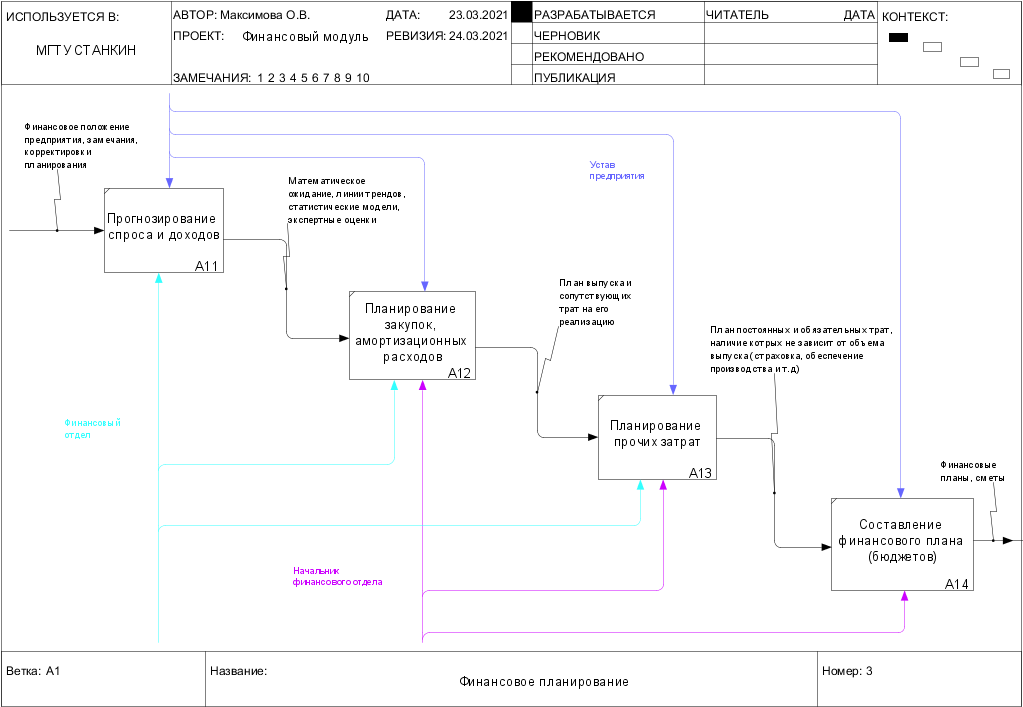 ИСПОЛЬЗУЕТСЯ В:
МГТУ СТАНКИН
АВТОР: Максимова О.В.
ДАТА: 23.03.2021
ПРОЕКТ: Финансовый модуль
РЕВИЗИЯ: 24.03.2021
ЗАМЕЧАНИЯ: 1 2 3 4 5 6 7 8 9 10
РАЗРАБАТЫВАЕТСЯ
ЧЕРНОВИК
РЕКОМЕНДОВАНО
ПУБЛИКАЦИЯ
ЧИТАТЕЛЬ ДАТА
КОНТЕКСТ:
Финансовое положение
предприятия, замечания,
корректировки
планирования
Прогнозирование
спроса и доходов
A11
Математическое
ожидание, линии трендов,
статистические модели,
экспертные оценки
Устав
предприятия
Планирование
закупок,
амортизационных
расходов
A12
План выпуска и
сопутствующих
трат на его
реализацию
План постоянных и обязательных трат,
наличие котрых не зависит от объема
выпуска (страховка, обеспечение
производства и т.д)
Планирование
прочих затрат
A13
Финансовый
отдел
Финансовые
планы, сметы
Составление
финансового плана
(бюджетов)
A14
Начальник
финансового отдела
Ветка: A1
Название:
Финансовое планирование
Номер: 3